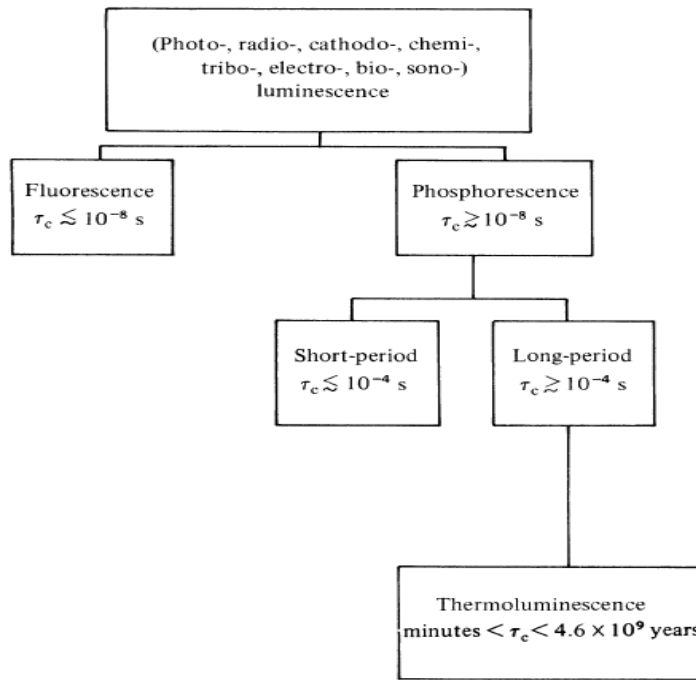 (Photo-, radio-, cathodo-, chemi-,
tribo-, electro-, bio-, sono-)
luminescence
Fluorescence
τc ≲ 10⁻⁸ s
Phosphorescence
τc ≳ 10⁻⁸ s
Short-period
τc ≲ 10⁻⁴ s
Long-period
τc ≳ 10⁻⁴ s
Thermoluminescence
minutes < τc < 4.6 × 10⁹ years